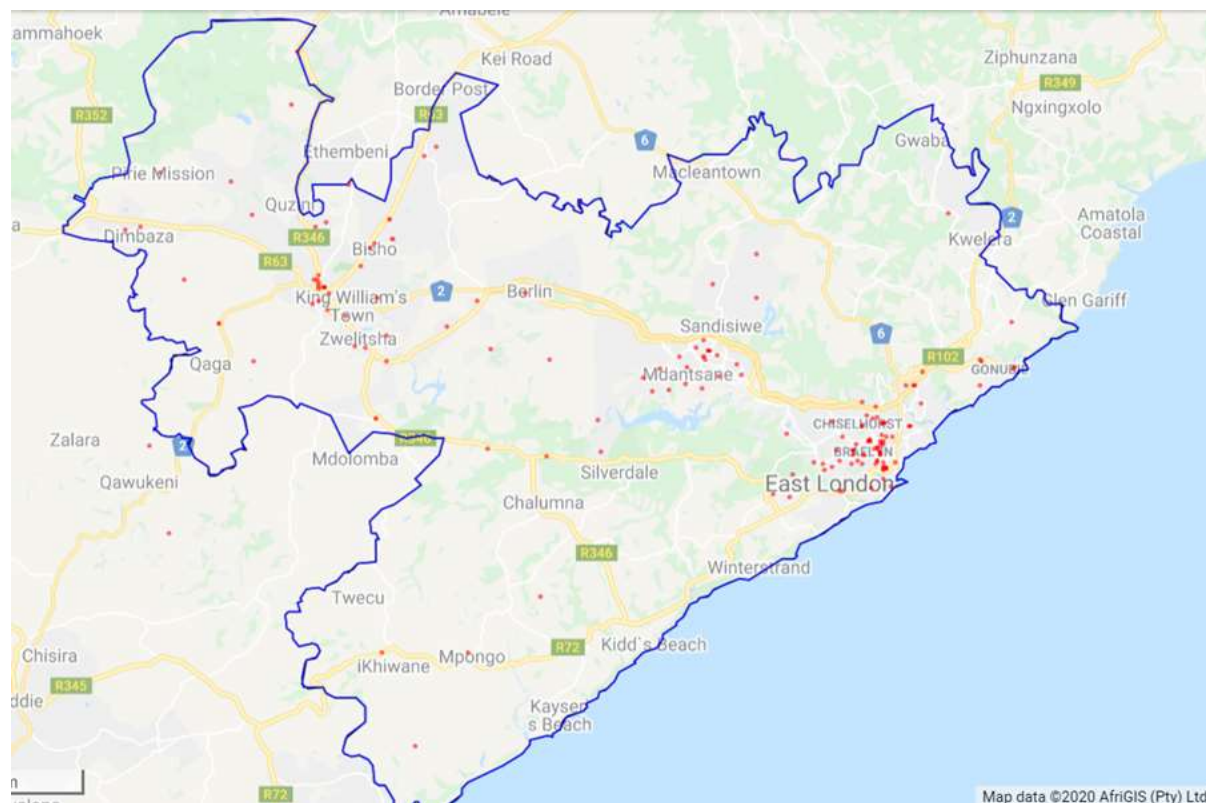 Amabele
ammahoek
Kei Road
Ziphunzana
R349
Border Post
R352
R63
Ngxingxolo
6
Gwaba
Ethembeni
Macleantown
Pirie Mission
Quzini
2
Amatola
Coastal
Dimbaza
R346
Kwelera
Bisho
R63
2
Berlin
King William's
Town
Glen Gariff
Sandisiwe
6
Zwelitsha
R102
Qaga
Mdantsane
GONUBIE
CHISELHURST
Zalara
2
R346
BRAELYN
Mdolomba
Silverdale
Qawukeni
East London
Chalumna
R346
Winterstrand
Twecu
Kidd`s Beach
R72
Chisira
iKhiwane
Mpongo
R345
ddie
Kaysers
s Beach
m
R72
Map data ©2020 AfriGIS (Pty) Ltd